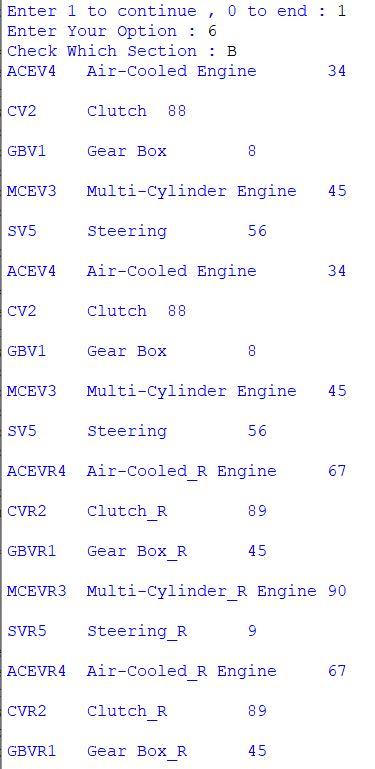 Enter 1 to continue , 0 to end : 1
Enter Your Option : 6
Check Which Section : B
ACEV4 Air-Cooled Engine 34
CV2 Clutch 88
GBV1 Gear Box 8
MCEV3 Multi-Cylinder Engine 45
SV5 Steering 56
ACEV4 Air-Cooled Engine 34
CV2 Clutch 88
GBV1 Gear Box 8
MCEV3 Multi-Cylinder Engine 45
SV5 Steering 56
ACEVR4 Air-Cooled_R Engine 67
CVR2 Clutch_R 89
GBVR1 Gear Box_R 45
MCEVR3 Multi-Cylinder_R Engine 90
SVR5 Steering_R 9
ACEVR4 Air-Cooled_R Engine 67
CVR2 Clutch_R 89
GBVR1 Gear Box_R 45